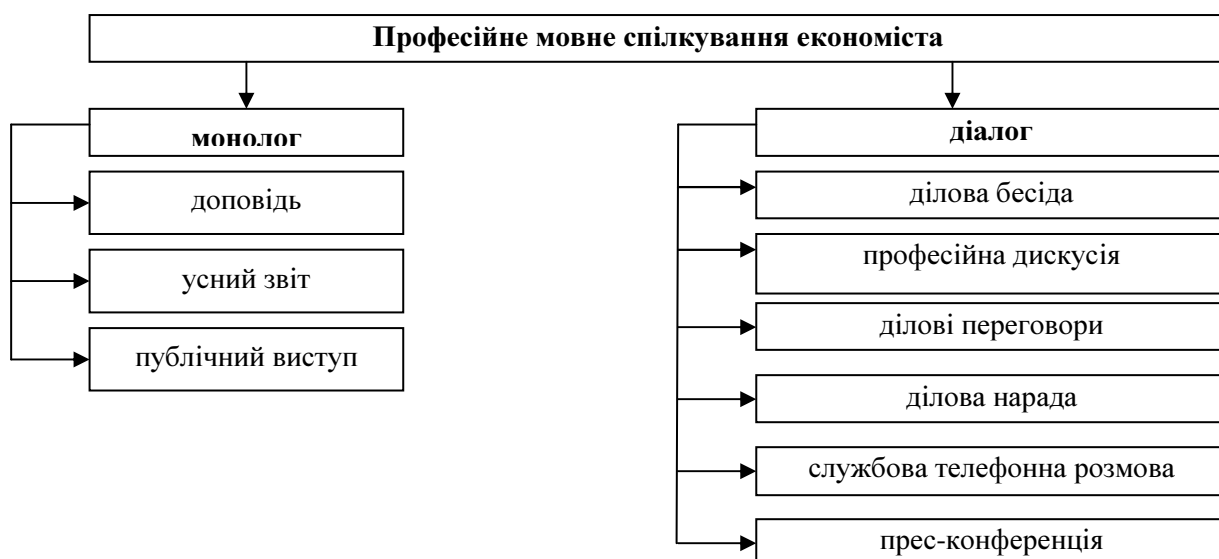 Професійне мовне спілкування економіста
монолог
доповідь
усний звіт
публічний виступ
діалог
ділова бесіда
професійна дискусія
ділові переговори
ділова нарада
службова телефонна розмова
прес-конференція